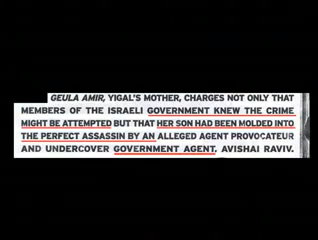 GEULA AMIR, YIGAL'S MOTHER, CHARGES NOT ONLY THAT
MEMBERS OF THE ISRAELI GOVERNMENT KNEW THE CRIME
MIGHT BE ATTEMPTED BUT THAT HER SON HAD BEEN MOLDED INTO
THE PERFECT ASSASSIN BY AN ALLEGED AGENT PROVOCATEUR
AND UNDERCOVER GOVERNMENT AGENT, AVISHAI RAVIV.